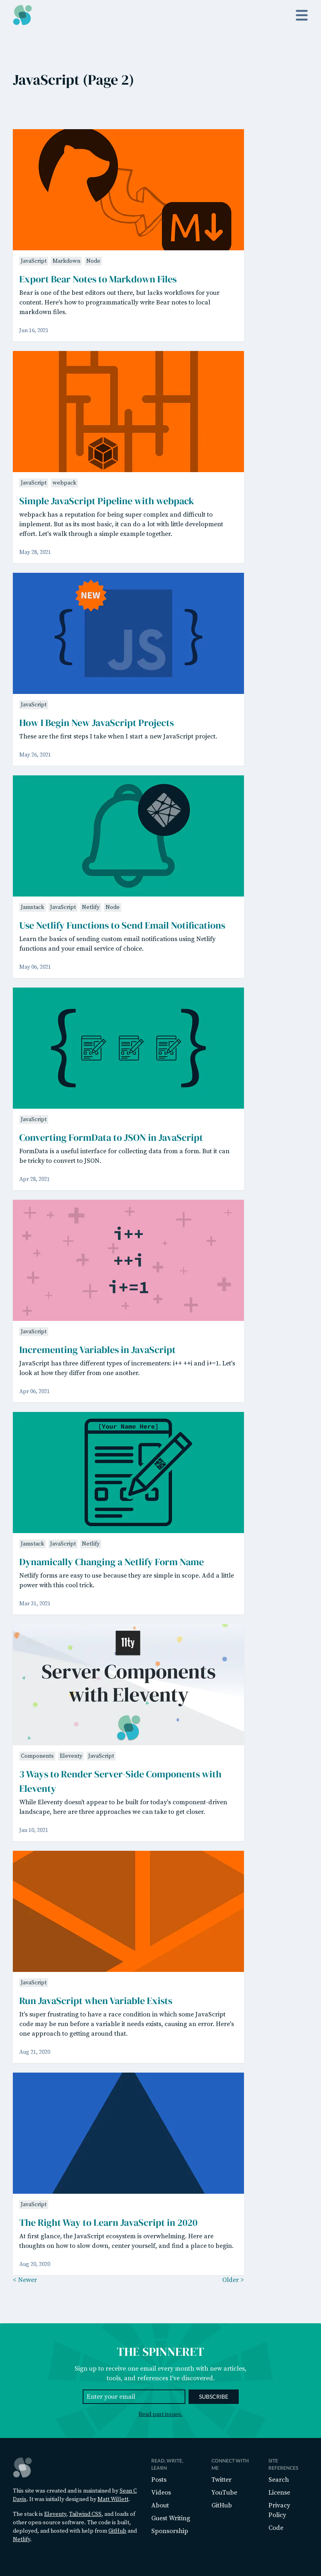 JavaScript (Page 2)
M↓
JavaScript Markdown Node
Export Bear Notes to Markdown Files
Bear is one of the best editors out there, but lacks workflows for your
content. Here's how to programmatically write Bear notes to local
markdown files.
Jun 16, 2021
JavaScript webpack
Simple JavaScript Pipeline with webpack
webpack has a reputation for being super complex and difficult to
implement. But as its most basic, it can do a lot with little development
effort. Let's walk through a simple example together.
May 28, 2021
NEW
{ JS }
JavaScript
How I Begin New JavaScript Projects
These are the first steps I take when I start a new JavaScript project.
May 26, 2021
Jamstack JavaScript Netlify Node
Use Netlify Functions to Send Email Notifications
Learn the basics of sending custom email notifications using Netlify
functions and your email service of choice.
May 06, 2021
{ }
JavaScript
Converting FormData to JSON in JavaScript
FormData is a useful interface for collecting data from a form. But it can
be tricky to convert to JSON.
Apr 28, 2021
i++
++i
i+=1
JavaScript
Incrementing Variables in JavaScript
JavaScript has three different types of incrementers: i++ ++i and i+=1. Let's
look at how they differ from one another.
Apr 06, 2021
[Your Name Here]
Jamstack JavaScript Netlify
Dynamically Changing a Netlify Form Name
Netlify forms are easy to use because they are simple in scope. Add a little
power with this cool trick.
Mar 31, 2021
11ty
Server Components
with Eleventy
Components Eleventy JavaScript
3 Ways to Render Server-Side Components with
Eleventy
While Eleventy doesn't appear to be built for today's component-driven
landscape, here are three approaches we can take to get closer.
Jan 10, 2021
JavaScript
Run JavaScript when Variable Exists
It's super frustrating to have a race condition in which some JavaScript
code may be run before a variable it needs exists, causing an error. Here's
one approach to getting around that.
Aug 21, 2020
JavaScript
The Right Way to Learn JavaScript in 2020
At first glance, the JavaScript ecosystem is overwhelming. Here are
thoughts on how to slow down, center yourself, and find a place to begin.
Aug 20, 2020
< Newer
Older >
THE SPINNERET
Sign up to receive one email every month with new articles,
tools, and references I've discovered.
Enter your email
SUBSCRIBE
Read past issues.
This site was created and is maintained by Sean C
Davis. It was initially designed by Matt Willett.
The stack is Eleventy, Tailwind CSS, and loads of
other open source software. The code is built,
deployed, and hosted with help from GitHub and
Netlify.
READ, WRITE,
LEARN
Posts
Videos
About
Guest Writing
Sponsorship
CONNECT WITH
ME
Twitter
YouTube
GitHub
SITE
REFERENCES
Search
License
Privacy
Policy
Code